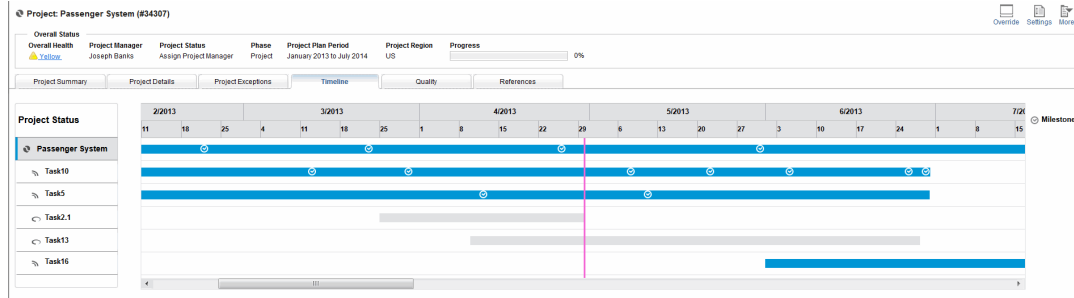 Project: Passenger System (#34307)
Override Settings More
Overall Status
Overall Health Project Manager Project Status Phase Project Plan Period Project Region Progress
Yellow Joseph Banks Assign Project Manager Project January 2013 to July 2014 US 0%
Project Summary Project Details Project Exceptions Timeline Quality References
Project Status
2/2013 3/2013 4/2013 5/2013 6/2013 7/20
11 18 25 4 11 18 25 1 8 15 22 29 6 13 20 27 3 10 17 24 1 8 15
Milestone
Passenger System
Task10
Task5
Task2.1
Task13
Task16